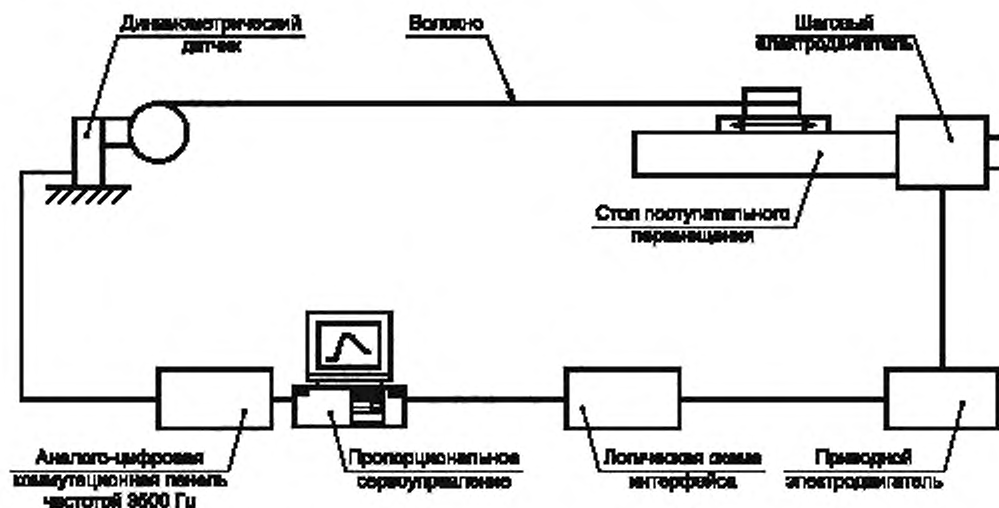 Динамометрический
датчик
Волокно
Шаговый
электродвигатель
Стол поступательного
перемещения
Аналого-цифровая
коммутационная панель
частотой 3500 Гц
Пропорциональное
сервоуправление
Логическая схема
интерфейса
Приводной
электродвигатель